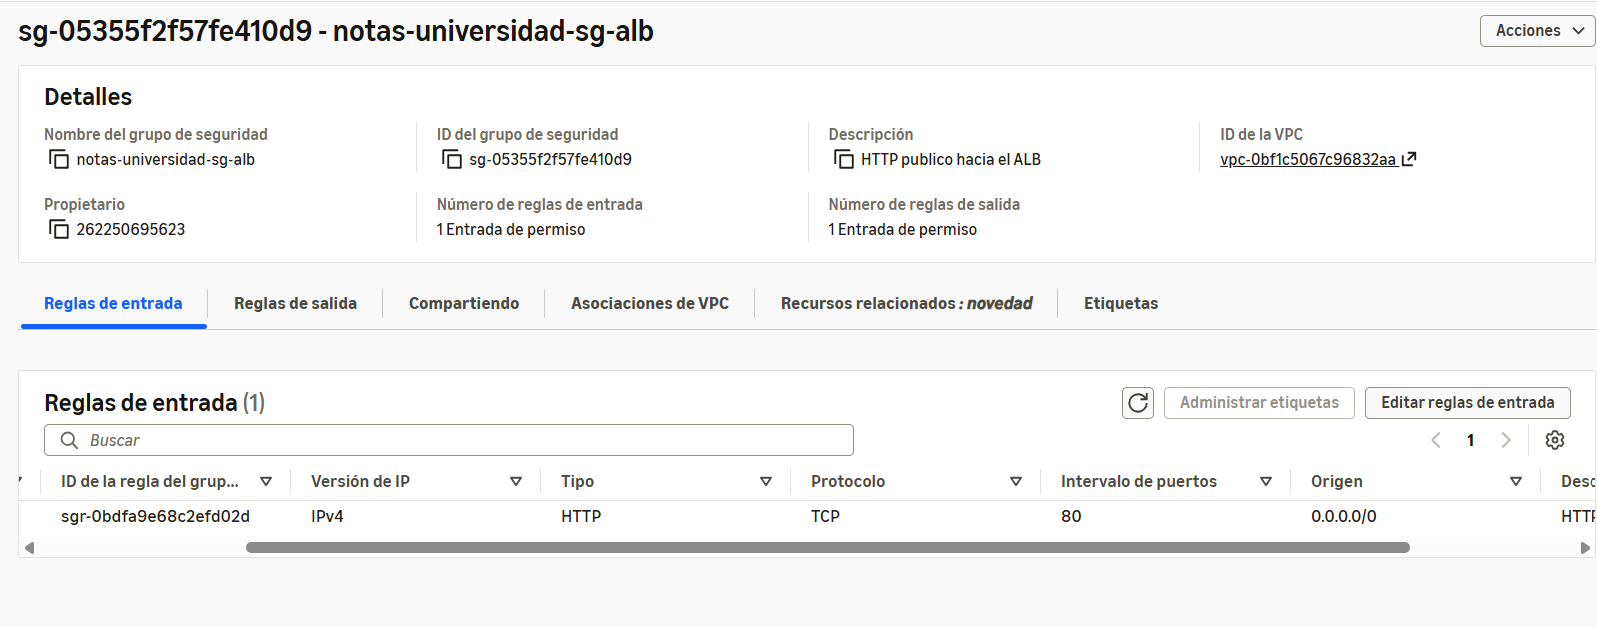 sg-05355f2f57fe410d9 - notas-universidad-sg-alb
Acciones
Detalles
Nombre del grupo de seguridad
notas-universidad-sg-alb
ID del grupo de seguridad
sg-05355f2f57fe410d9
Descripción
HTTP publico hacia el ALB
ID de la VPC
vpc-0bf1c5067c96832aa
Propietario
262250695623
Número de reglas de entrada
1 Entrada de permiso
Número de reglas de salida
1 Entrada de permiso
Reglas de entrada
Reglas de salida
Compartiendo
Asociaciones de VPC
Recursos relacionados : novedad
Etiquetas
Reglas de entrada (1)
Administrar etiquetas
Editar reglas de entrada
Buscar
1
ID de la regla del grup... Versión de IP Tipo Protocolo Intervalo de puertos Origen
sgr-0bdfa9e68c2efd02d IPv4 HTTP TCP 80 0.0.0.0/0